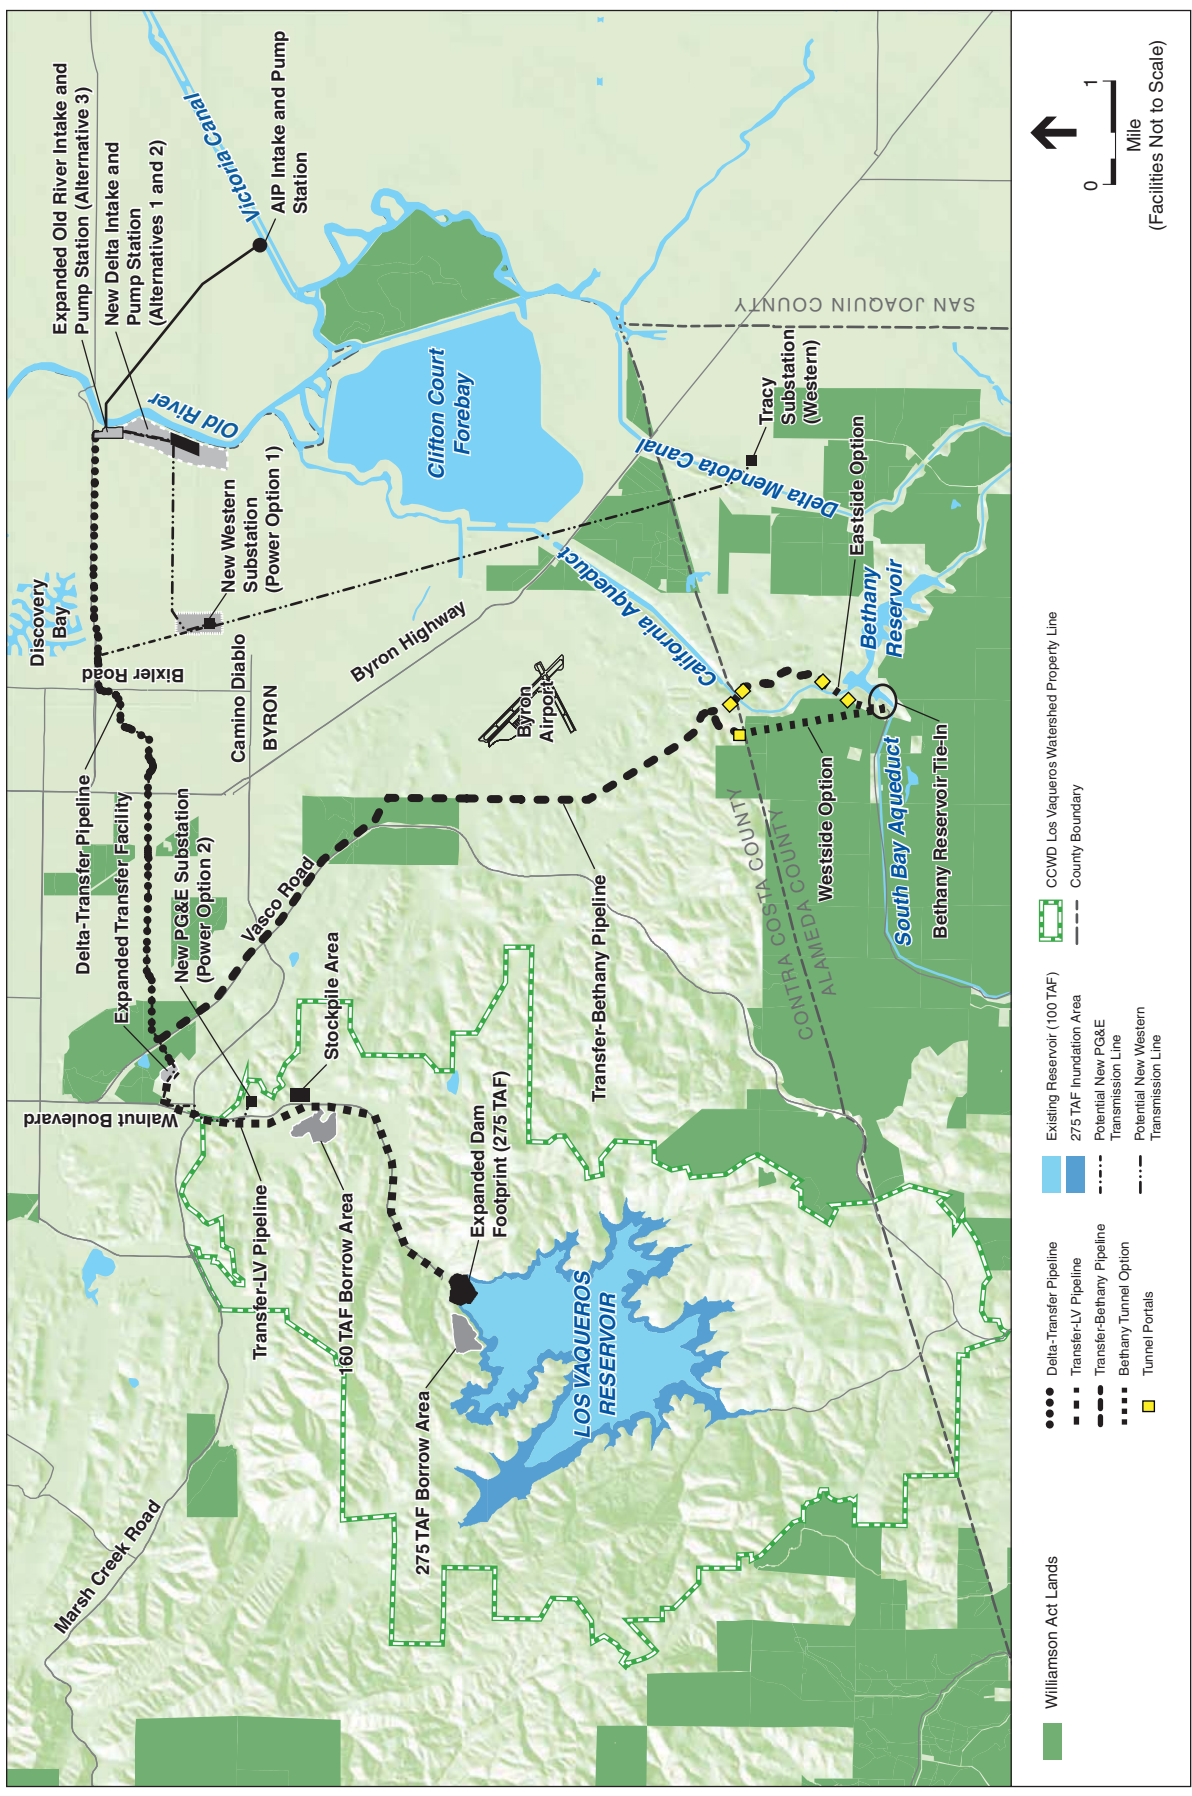 Expanded Old River Intake and
Pump Station (Alternative 3)
New Delta Intake and
Pump Station
(Alternatives 1 and 2)
Victoria Canal
AIP Intake and Pump
Station
Old River
Discovery
Bay
New Western
Substation
(Power Option 1)
Bixler Road
Camino Diablo
BYRON
Byron Highway
Clifton Court
Forebay
SAN JOAQUIN COUNTY
Tracy
Substation
(Western)
Delta Mendota Canal
California Aqueduct
Eastside Option
Bethany
Reservoir
Byron
Airport
Delta-Transfer Pipeline
Expanded Transfer Facility
New PG&E Substation
(Power Option 2)
Vasco Road
Stockpile Area
Walnut Boulevard
Transfer-Bethany Pipeline
CONTRA COSTA COUNTY
ALAMEDA COUNTY
Westside Option
South Bay Aqueduct
Bethany Reservoir Tie-In
Expanded Dam
Footprint (275 TAF)
Transfer-LV Pipeline
160 TAF Borrow Area
275 TAF Borrow Area
LOS VAQUEROS
RESERVOIR
Marsh Creek Road
Williamson Act Lands
Delta-Transfer Pipeline
Transfer-LV Pipeline
Transfer-Bethany Pipeline
Bethany Tunnel Option
Tunnel Portals
Existing Reservoir (100 TAF)
275 TAF Inundation Area
Potential New PG&E
Transmission Line
Potential New Western
Transmission Line
CCWD Los Vaqueros Watershed Property Line
County Boundary
0 1
Mile
(Facilities Not to Scale)